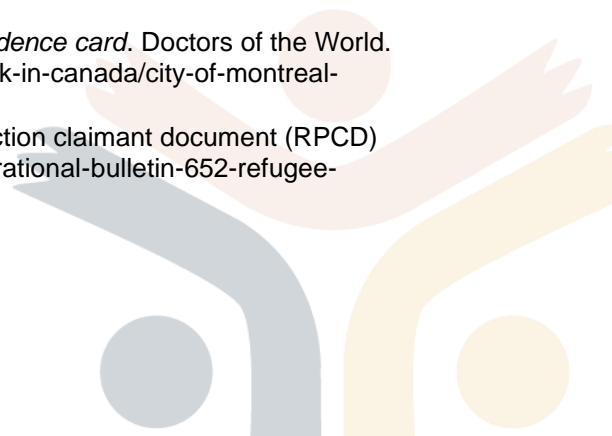 dence card. Doctors of the World.
k-in-canada/city-of-montreal-
ction claimant document (RPCD)
rational-bulletin-652-refugee-